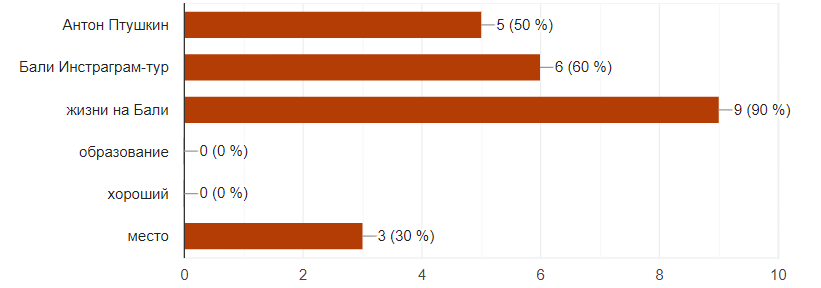 Антон Птушкин
5 (50 %)
Бали Инстраграм-тур
6 (60 %)
жизни на Бали
9 (90 %)
образование
0 (0 %)
хороший
0 (0 %)
место
3 (30 %)
0 2 4 6 8 10